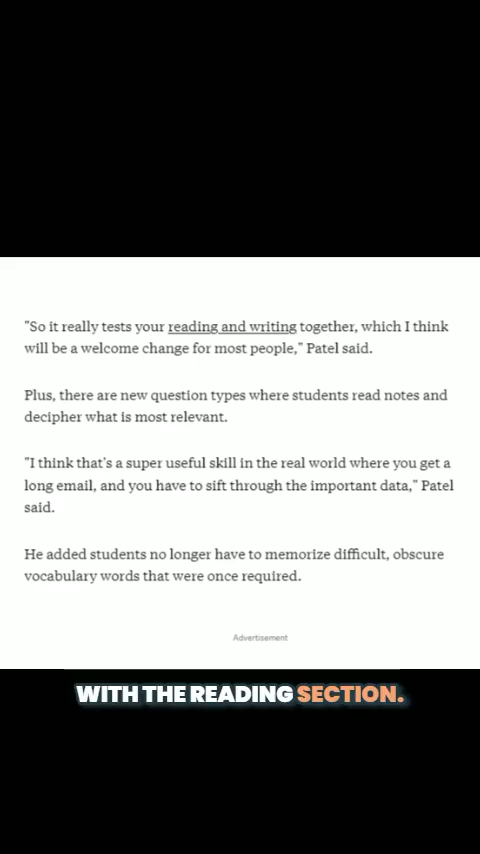 "So it really tests your reading and writing together, which I think
will be a welcome change for most people," Patel said.
Plus, there are new question types where students read notes and
decipher what is most relevant.
"I think that's a super useful skill in the real world where you get a
long email, and you have to sift through the important data," Patel
said.
He added students no longer have to memorize difficult, obscure
vocabulary words that were once required.
Advertisement
WITH THE READING SECTION.